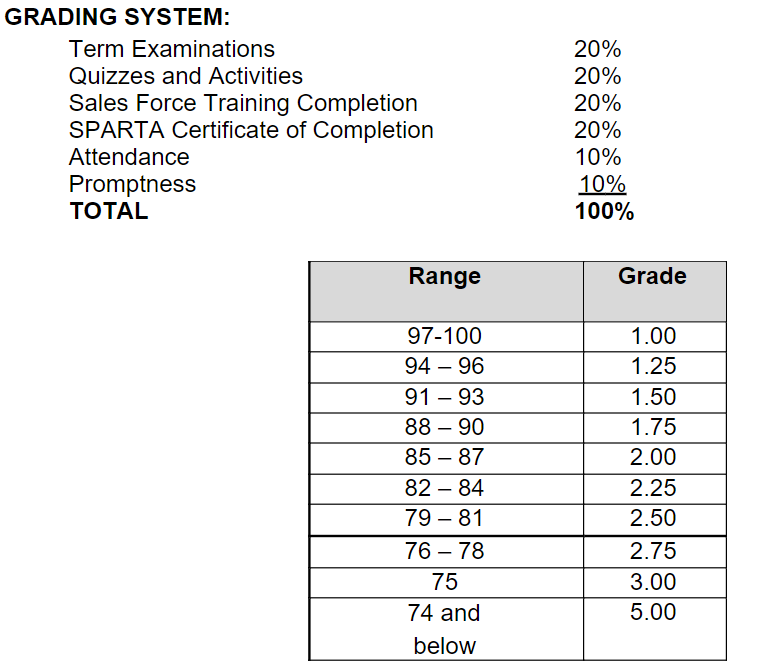 GRADING SYSTEM:
Term Examinations 20%
Quizzes and Activities 20%
Sales Force Training Completion 20%
SPARTA Certificate of Completion 20%
Attendance 10%
Promptness 10%
TOTAL 100%
Range Grade
97-100 1.00
94 – 96 1.25
91 – 93 1.50
88 – 90 1.75
85 – 87 2.00
82 – 84 2.25
79 – 81 2.50
76 – 78 2.75
75 3.00
74 and 5.00
below